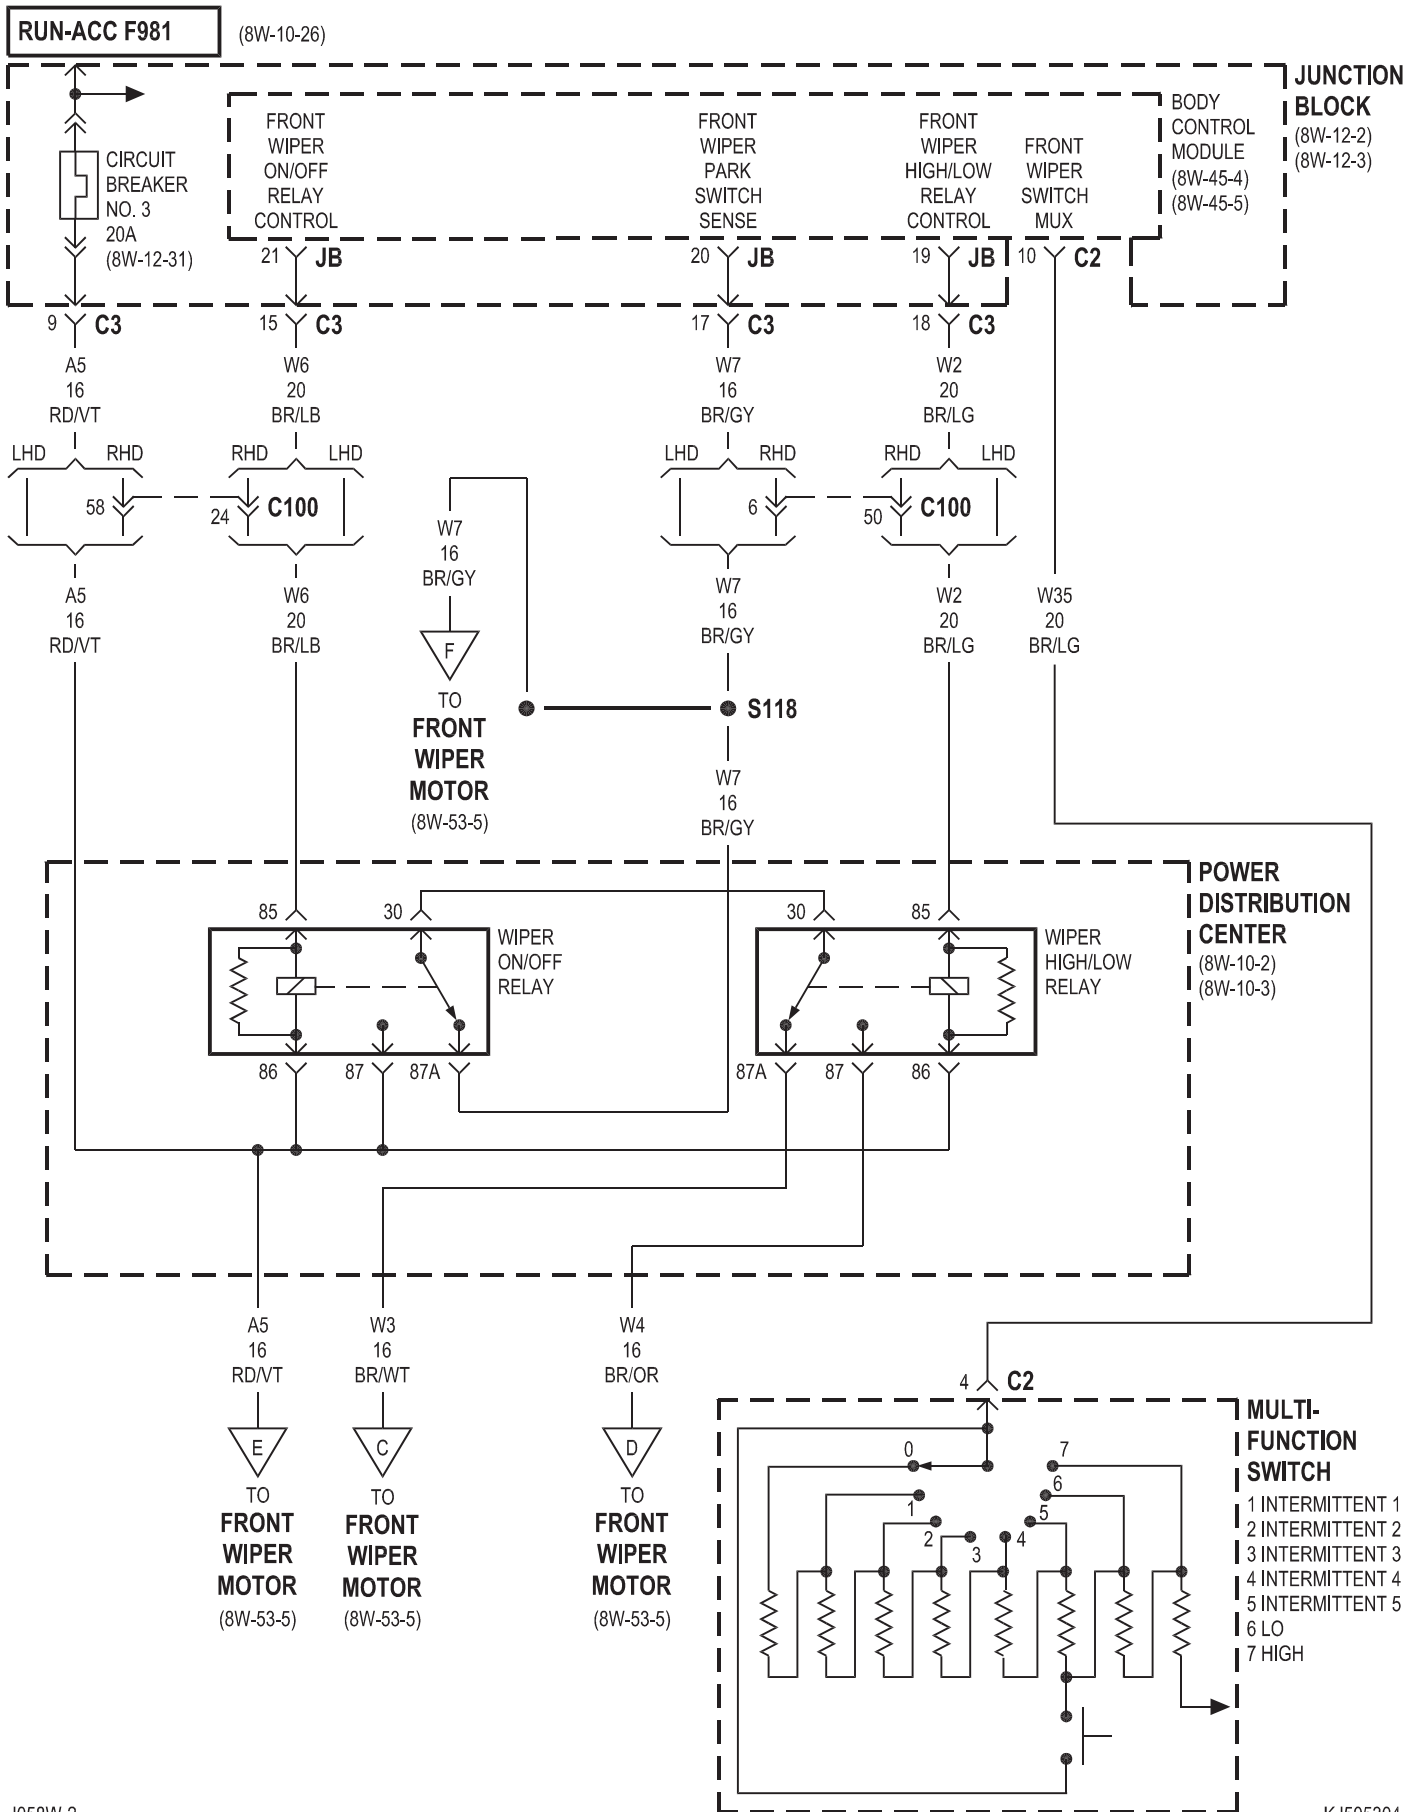 RUN-ACC F981
(8W-10-26)
JUNCTION
BLOCK
(8W-12-2)
(8W-12-3)
BODY
CONTROL
MODULE
(8W-45-4)
(8W-45-5)
CIRCUIT
BREAKER
NO. 3
20A
(8W-12-31)
FRONT
WIPER
ON/OFF
RELAY
CONTROL
FRONT
WIPER
PARK
SWITCH
SENSE
FRONT
WIPER
HIGH/LOW
RELAY
CONTROL
FRONT
WIPER
SWITCH
MUX
21 JB
20 JB
19 JB
10 C2
9 C3
15 C3
17 C3
18 C3
A5
16
RD/VT
W6
20
BR/LB
W7
16
BR/GY
W2
20
BR/LG
LHD RHD
RHD LHD
LHD RHD
RHD LHD
58
24 C100
6
50 C100
W7
16
BR/GY
F
TO
FRONT
WIPER
MOTOR
(8W-53-5)
A5
16
RD/VT
W6
20
BR/LB
W7
16
BR/GY
W2
20
BR/LG
W35
20
BR/LG
S118
W7
16
BR/GY
POWER
DISTRIBUTION
CENTER
(8W-10-2)
(8W-10-3)
85 30
30 85
WIPER
ON/OFF
RELAY
WIPER
HIGH/LOW
RELAY
86 87 87A
87A 87 86
A5
16
RD/VT
E
TO
FRONT
WIPER
MOTOR
(8W-53-5)
W3
16
BR/WT
C
TO
FRONT
WIPER
MOTOR
(8W-53-5)
W4
16
BR/OR
D
TO
FRONT
WIPER
MOTOR
(8W-53-5)
4 C2
MULTI-
FUNCTION
SWITCH
1 INTERMITTENT 1
2 INTERMITTENT 2
3 INTERMITTENT 3
4 INTERMITTENT 4
5 INTERMITTENT 5
6 LO
7 HIGH
0
1
2
3
4
5
6
7